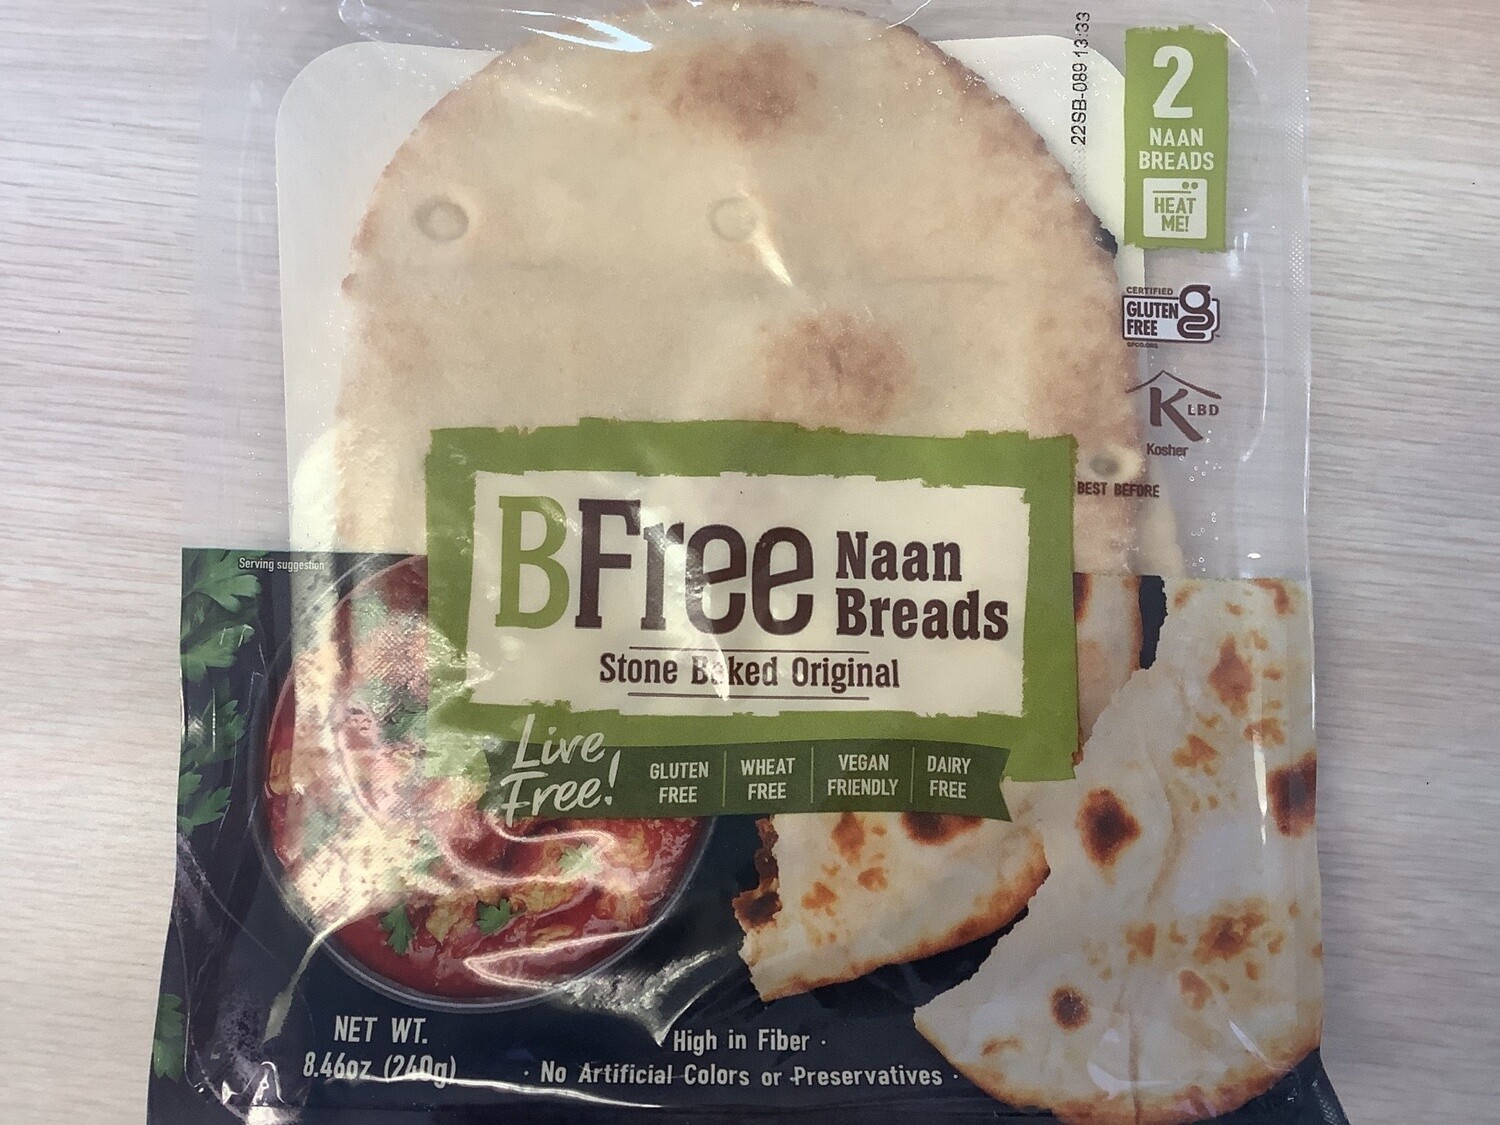 22SB-089 13:33
2
NAAN
BREADS
HEAT
ME!
CERTIFIED
GLUTEN
FREE
GFCO.ORG
K LBD
Kosher
BEST BEFORE
BFree Naan
Breads
Stone Baked Original
Serving suggestion
Live
Free!
GLUTEN
FREE
WHEAT
FREE
VEGAN
FRIENDLY
DAIRY
FREE
NET WT.
8.46oz (240g)
High in Fiber ·
· No Artificial Colors or Preservatives ·